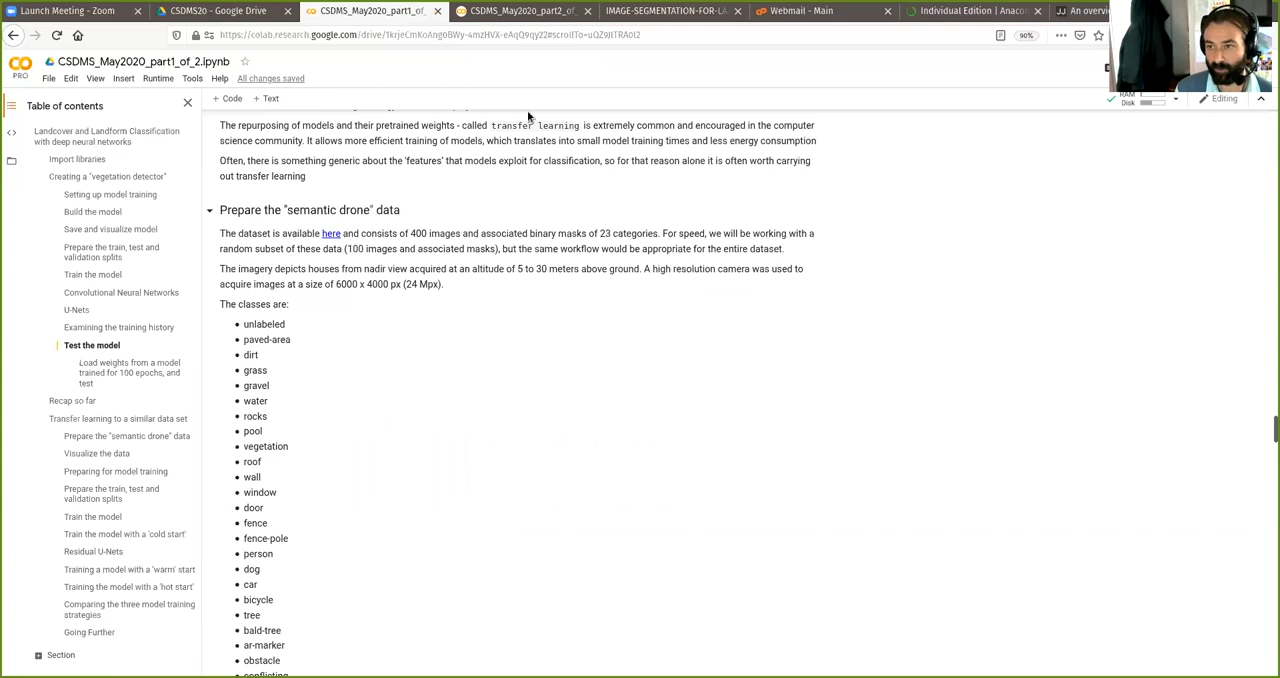 Launch Meeting - Zoom
CSDMS20 - Google Drive
CSDMS_May2020_part1_of_
CSDMS_May2020_part2_of_
IMAGE-SEGMENTATION-FOR-LA
Webmail - Main
Individual Edition | Anacon
An overvi
90%
CSDMS_May2020_part1_of_2.ipynb
PRO
File Edit View Insert Runtime Tools Help All changes saved
+ Code + Text
RAM
Disk
Editing
Table of contents
Landcover and Landform Classification
with deep neural networks
Import libraries
Creating a "vegetation detector"
Setting up model training
Build the model
Save and visualize model
Prepare the train, test and
validation splits
Train the model
Convolutional Neural Networks
U-Nets
Examining the training history
Test the model
Load weights from a model
trained for 100 epochs, and
test
Recap so far
Transfer learning to a similar data set
Prepare the "semantic drone" data
Visualize the data
Preparing for model training
Prepare the train, test and
validation splits
Train the model
Train the model with a 'cold start'
Residual U-Nets
Training a model with a 'warm' start
Training the model with a 'hot start'
Comparing the three model training
strategies
Going Further
Section
The repurposing of models and their pretrained weights - called transfer learning is extremely common and encouraged in the computer
science community. It allows more efficient training of models, which translates into small model training times and less energy consumption
Often, there is something generic about the 'features' that models exploit for classification, so for that reason alone it is often worth carrying
out transfer learning
Prepare the "semantic drone" data
The dataset is available here and consists of 400 images and associated binary masks of 23 categories. For speed, we will be working with a
random subset of these data (100 images and associated masks), but the same workflow would be appropriate for the entire dataset.
The imagery depicts houses from nadir view acquired at an altitude of 5 to 30 meters above ground. A high resolution camera was used to
acquire images at a size of 6000 x 4000 px (24 Mpx).
The classes are:
unlabeled
paved-area
dirt
grass
gravel
water
rocks
pool
vegetation
roof
wall
window
door
fence
fence-pole
person
dog
car
bicycle
tree
bald-tree
ar-marker
obstacle
conflicting